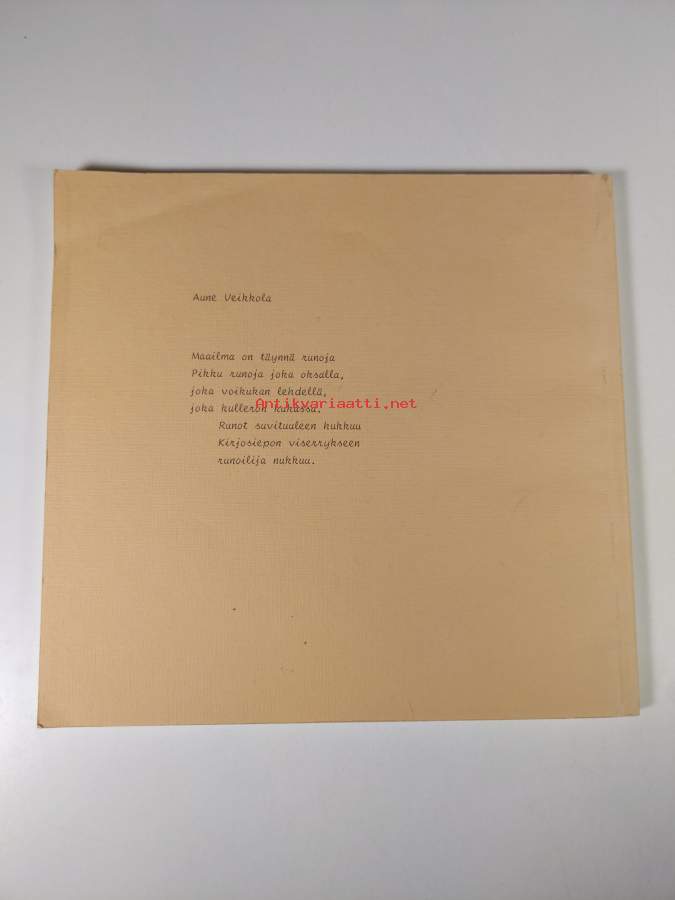 Aune Veikkola
Maailma on täynnä runoja
Pikku runoja joka oksalla,
joka voikukan lehdellä,
Antikvariaatti.net
joka kulleron kukassa.
Runot suvituuleen kukkuu
Kirjosiepon viserrykseen
runoilija nukkuu.